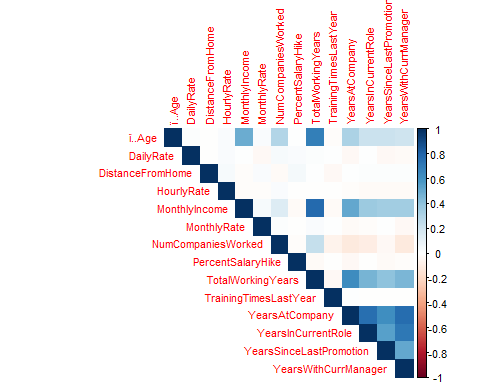 ï..Age
DailyRate
DistanceFromHome
HourlyRate
MonthlyIncome
MonthlyRate
NumCompaniesWorked
PercentSalaryHike
TotalWorkingYears
TrainingTimesLastYear
YearsAtCompany
YearsInCurrentRole
YearsSinceLastPromotion
YearsWithCurrManager
ï..Age
DailyRate
DistanceFromHome
HourlyRate
MonthlyIncome
MonthlyRate
NumCompaniesWorked
PercentSalaryHike
TotalWorkingYears
TrainingTimesLastYear
YearsAtCompany
YearsInCurrentRole
YearsSinceLastPromotion
YearsWithCurrManager
1
0.8
0.6
0.4
0.2
0
-0.2
-0.4
-0.6
-0.8
-1